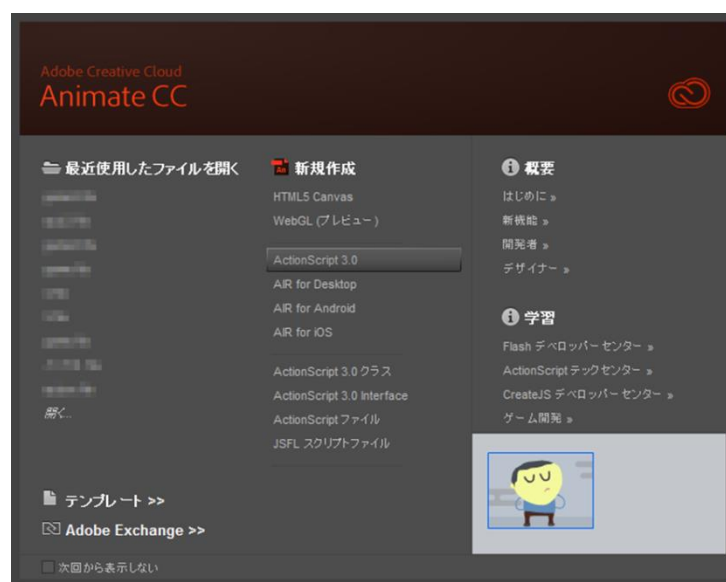 Adobe Creative Cloud
Animate CC
最近使用したファイルを開く
開く...
テンプレート >>
Adobe Exchange >>
新規作成
An
HTML5 Canvas
WebGL (プレビュー)
ActionScript 3.0
AIR for Desktop
AIR for Android
AIR for iOS
ActionScript 3.0 クラス
ActionScript 3.0 Interface
ActionScript ファイル
JSFL スクリプトファイル
概要
はじめに »
新機能 »
開発者 »
デザイナー »
学習
Flash デベロッパーセンター »
ActionScript テックセンター »
CreateJS デベロッパーセンター »
ゲーム開発 »
次回から表示しない